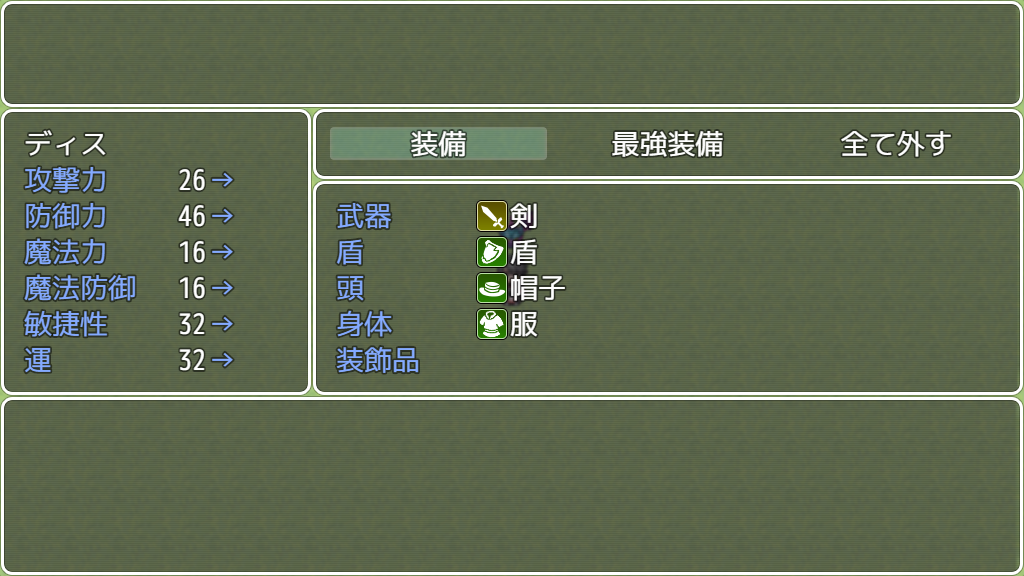 ディス
攻撃力 26→
防御力 46→
魔法力 16→
魔法防御 16→
敏捷性 32→
運 32→
装備 最強装備 全て外す
武器 剣
盾 盾
頭 帽子
身体 服
装飾品